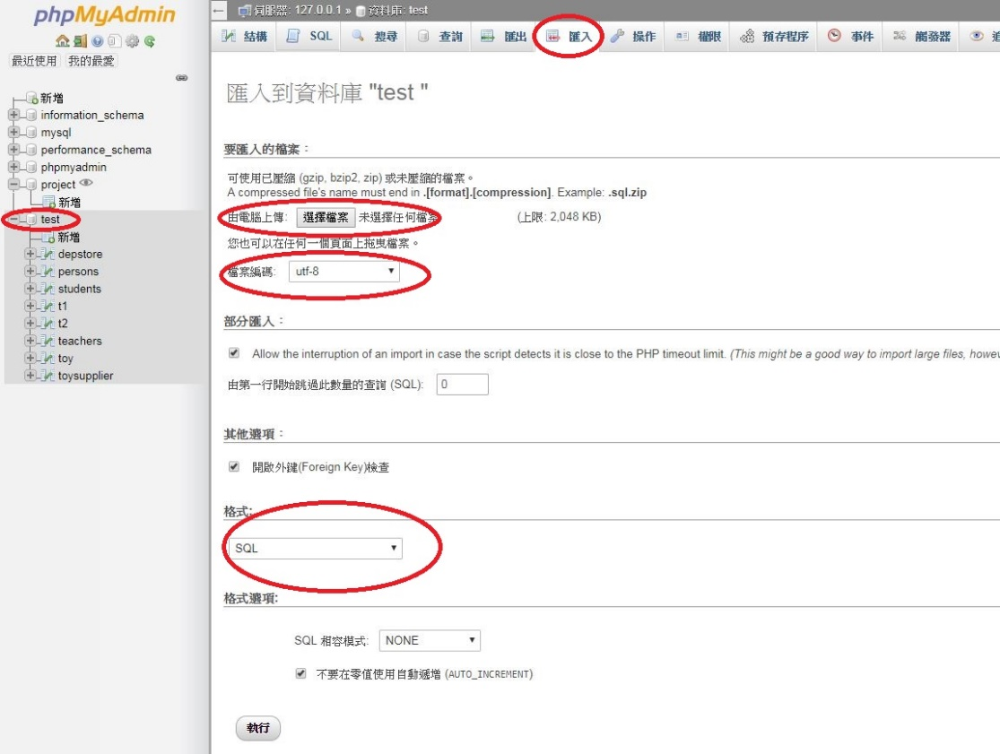 phpMyAdmin
最近使用 我的最愛
新增
information_schema
mysql
performance_schema
phpmyadmin
project
新增
test
新增
depstore
persons
students
t1
t2
teachers
toy
toysupplier
伺服器: 127.0.0.1 » 資料庫: test
結構 SQL 搜尋 查詢 匯出 匯入 操作 權限 預存程序 事件 觸發器 追
匯入到資料庫 "test "
要匯入的檔案：
可使用已壓縮 (gzip, bzip2, zip) 或未壓縮的檔案。
A compressed file's name must end in .[format].[compression]. Example: .sql.zip
由電腦上傳: 選擇檔案 未選擇任何檔案 (上限: 2,048 KB)
您也可以在任何一個頁面上拖曳檔案。
檔案編碼: utf-8
部分匯入：
Allow the interruption of an import in case the script detects it is close to the PHP timeout limit. (This might be a good way to import large files, howev
由第一行開始跳過此數量的查詢 (SQL): 0
其他選項：
開啟外鍵(Foreign Key)檢查
格式:
SQL
格式選項:
SQL 相容模式: NONE
不要在零值使用自動遞增 (AUTO_INCREMENT)
執行